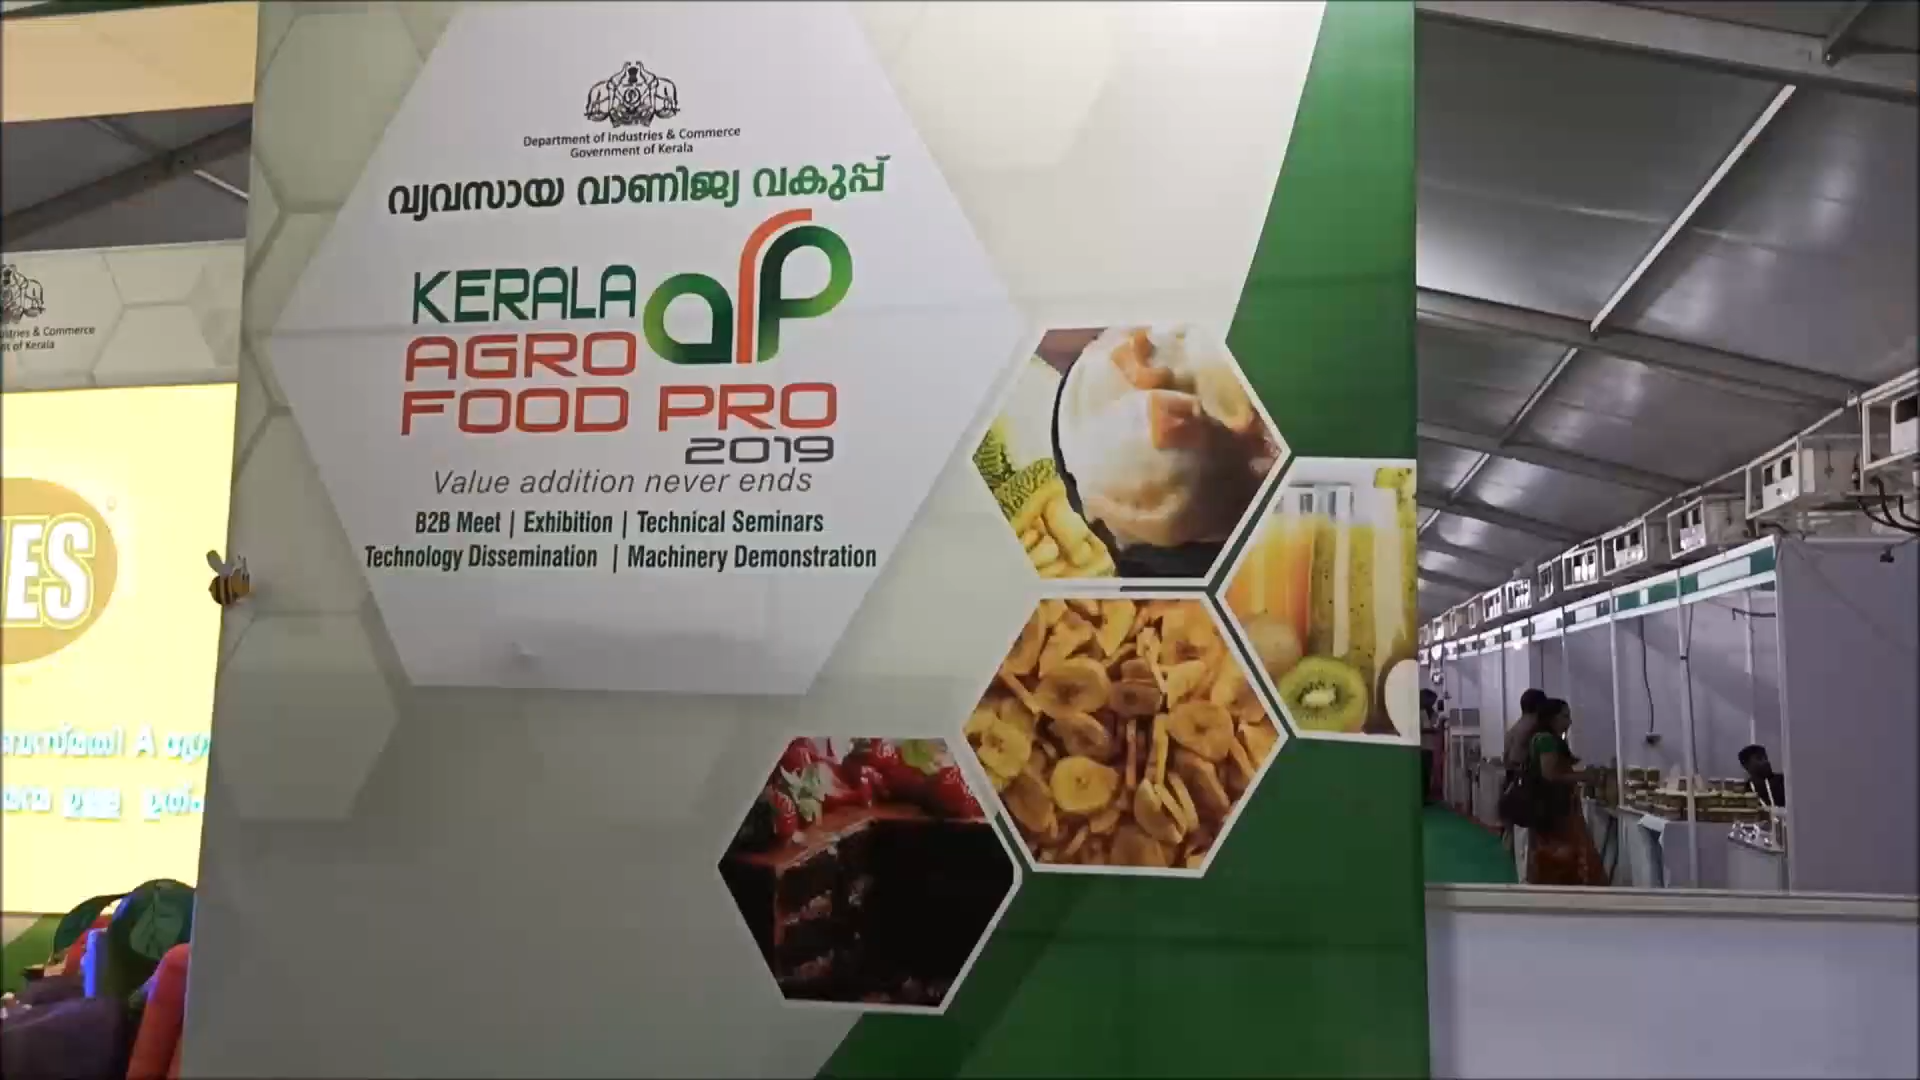 Department of Industries & Commerce
Government of Kerala
വ്യവസായ വാണിജ്യ വകുപ്പ്
KERALA
AGRO
FOOD PRO
2019
Value addition never ends
B2B Meet | Exhibition | Technical Seminars
Technology Dissemination | Machinery Demonstration
& Commerce
of Kerala
ES